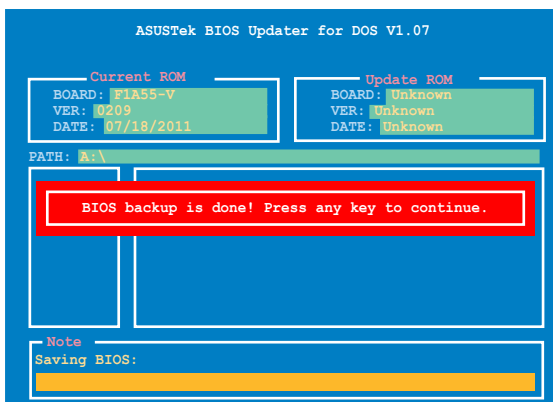 ASUSTek BIOS Updater for DOS V1.07
Current ROM
BOARD: F1A55-V
VER: 0209
DATE: 07/18/2011
Update ROM
BOARD: Unknown
VER: Unknown
DATE: Unknown
PATH: A:\
BIOS backup is done! Press any key to continue.
Note
Saving BIOS: